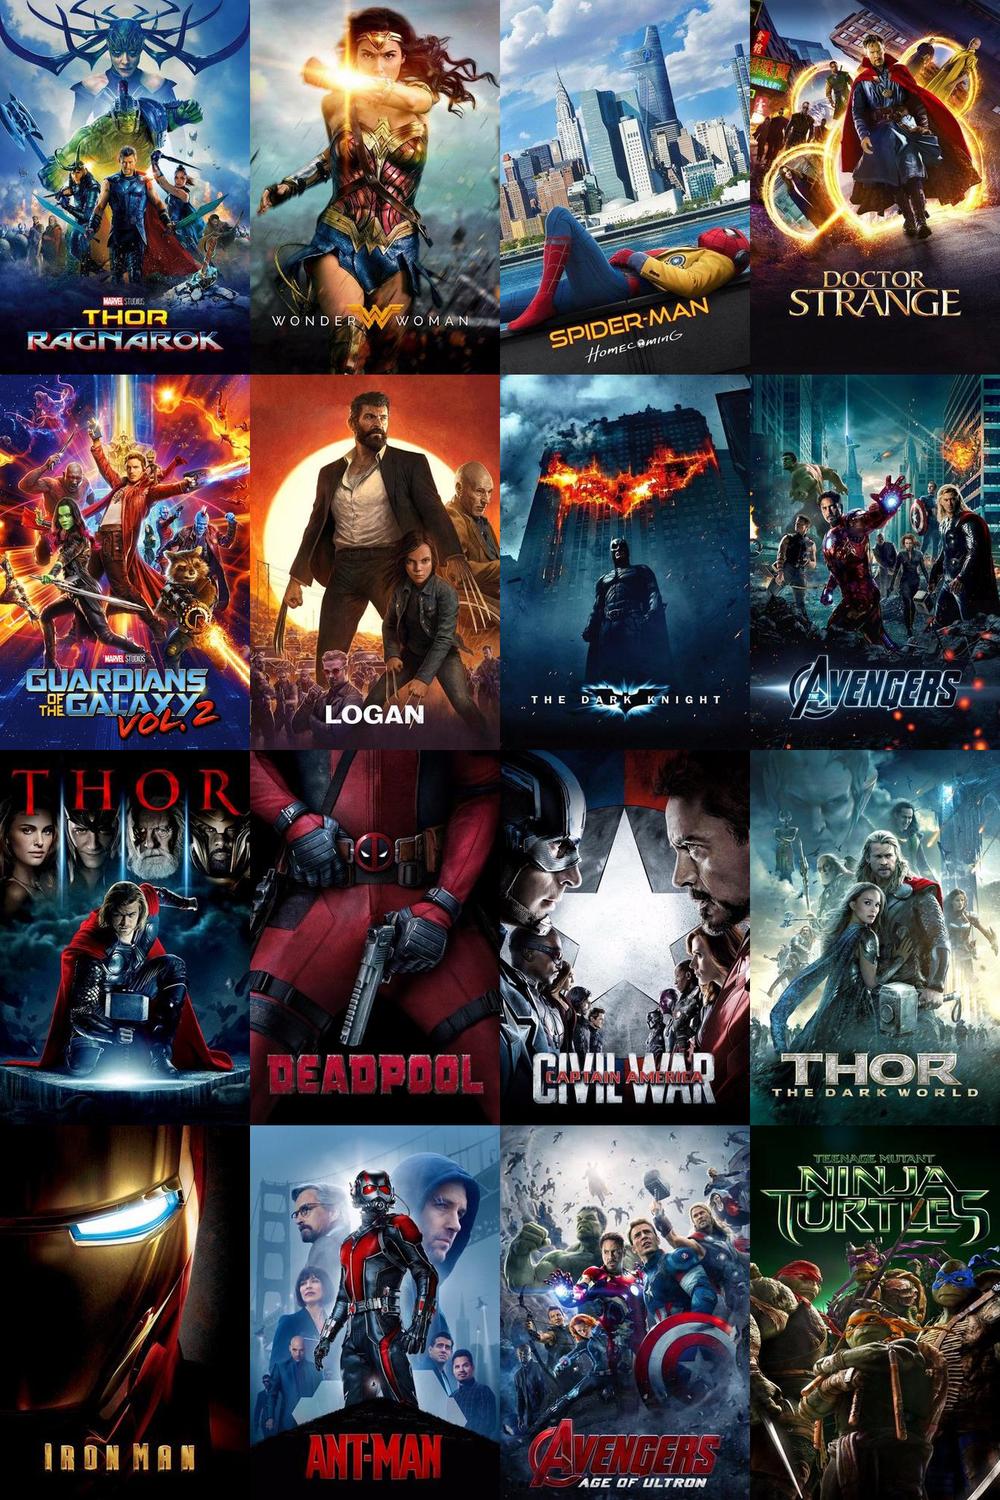 MARVEL STUDIOS
THOR
RAGNAROK
WONDER WOMAN
SPIDER-MAN
HOMECOMING
DOCTOR
STRANGE
MARVEL STUDIOS
GUARDIANS
OF THE GALAXY
VOL. 2
LOGAN
THE DARK KNIGHT
AVENGERS
THOR
DEADPOOL
CIVIL WAR
CAPTAIN AMERICA
THOR
THE DARK WORLD
IRON MAN
ANT-MAN
AVENGERS
AGE OF ULTRON
TEENAGE MUTANT
NINJA
TURTLES